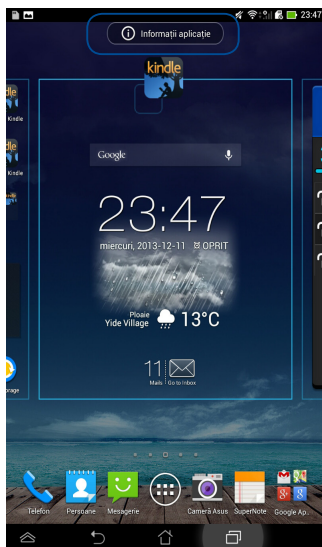 23:47
Informații aplicație
kindle
Kindle
Kindle
Google
23:47
miercuri, 2013-12-11 OPRIT
Ploaie
Yide Village
13°C
11
Mails
Go to Inbox
Telefon
Persoane
Mesagerie
Cameră Asus
SuperNote
Google Ap..